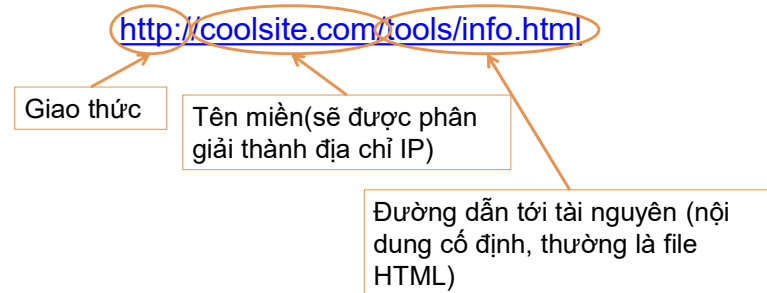 http://coolsite.com/tools/info.html
Giao thức
Tên miền(sẽ được phân
giải thành địa chỉ IP)
Đường dẫn tới tài nguyên (nội
dung cố định, thường là file
HTML)